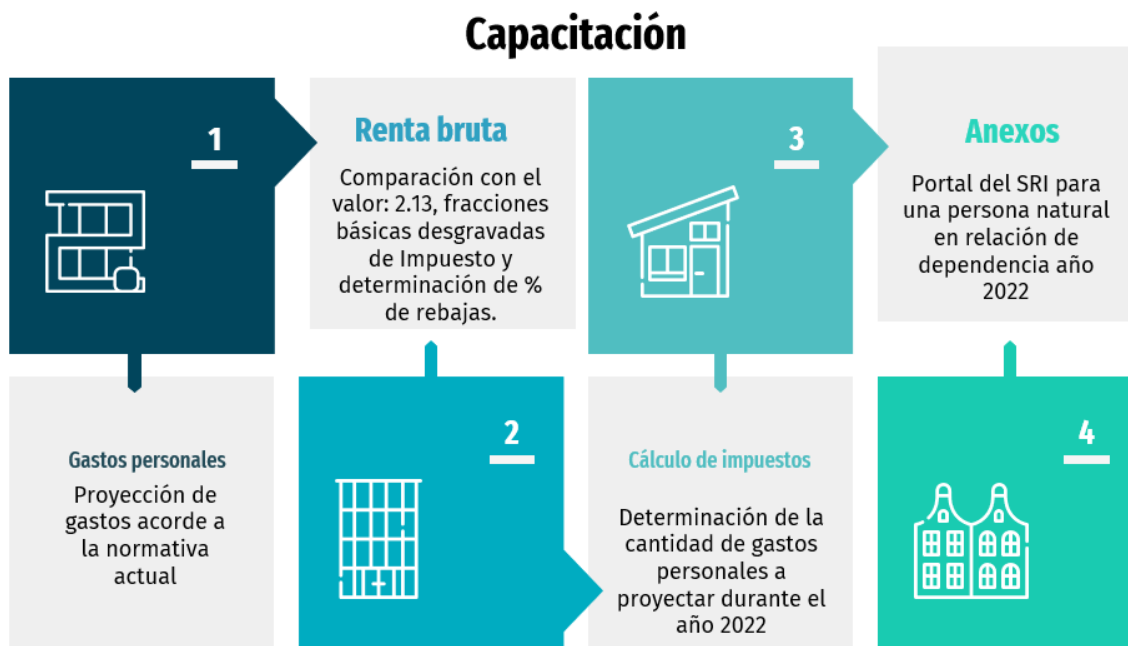 Capacitación
1
Gastos personales
Proyección de
gastos acorde a
la normativa
actual
2
Renta bruta
Comparación con el
valor: 2.13, fracciones
básicas desgravadas
de Impuesto y
determinación de %
de rebajas.
3
Cálculo de impuestos
Determinación de la
cantidad de gastos
personales a
proyectar durante el
año 2022
4
Anexos
Portal del SRI para
una persona natural
en relación de
dependencia año
2022